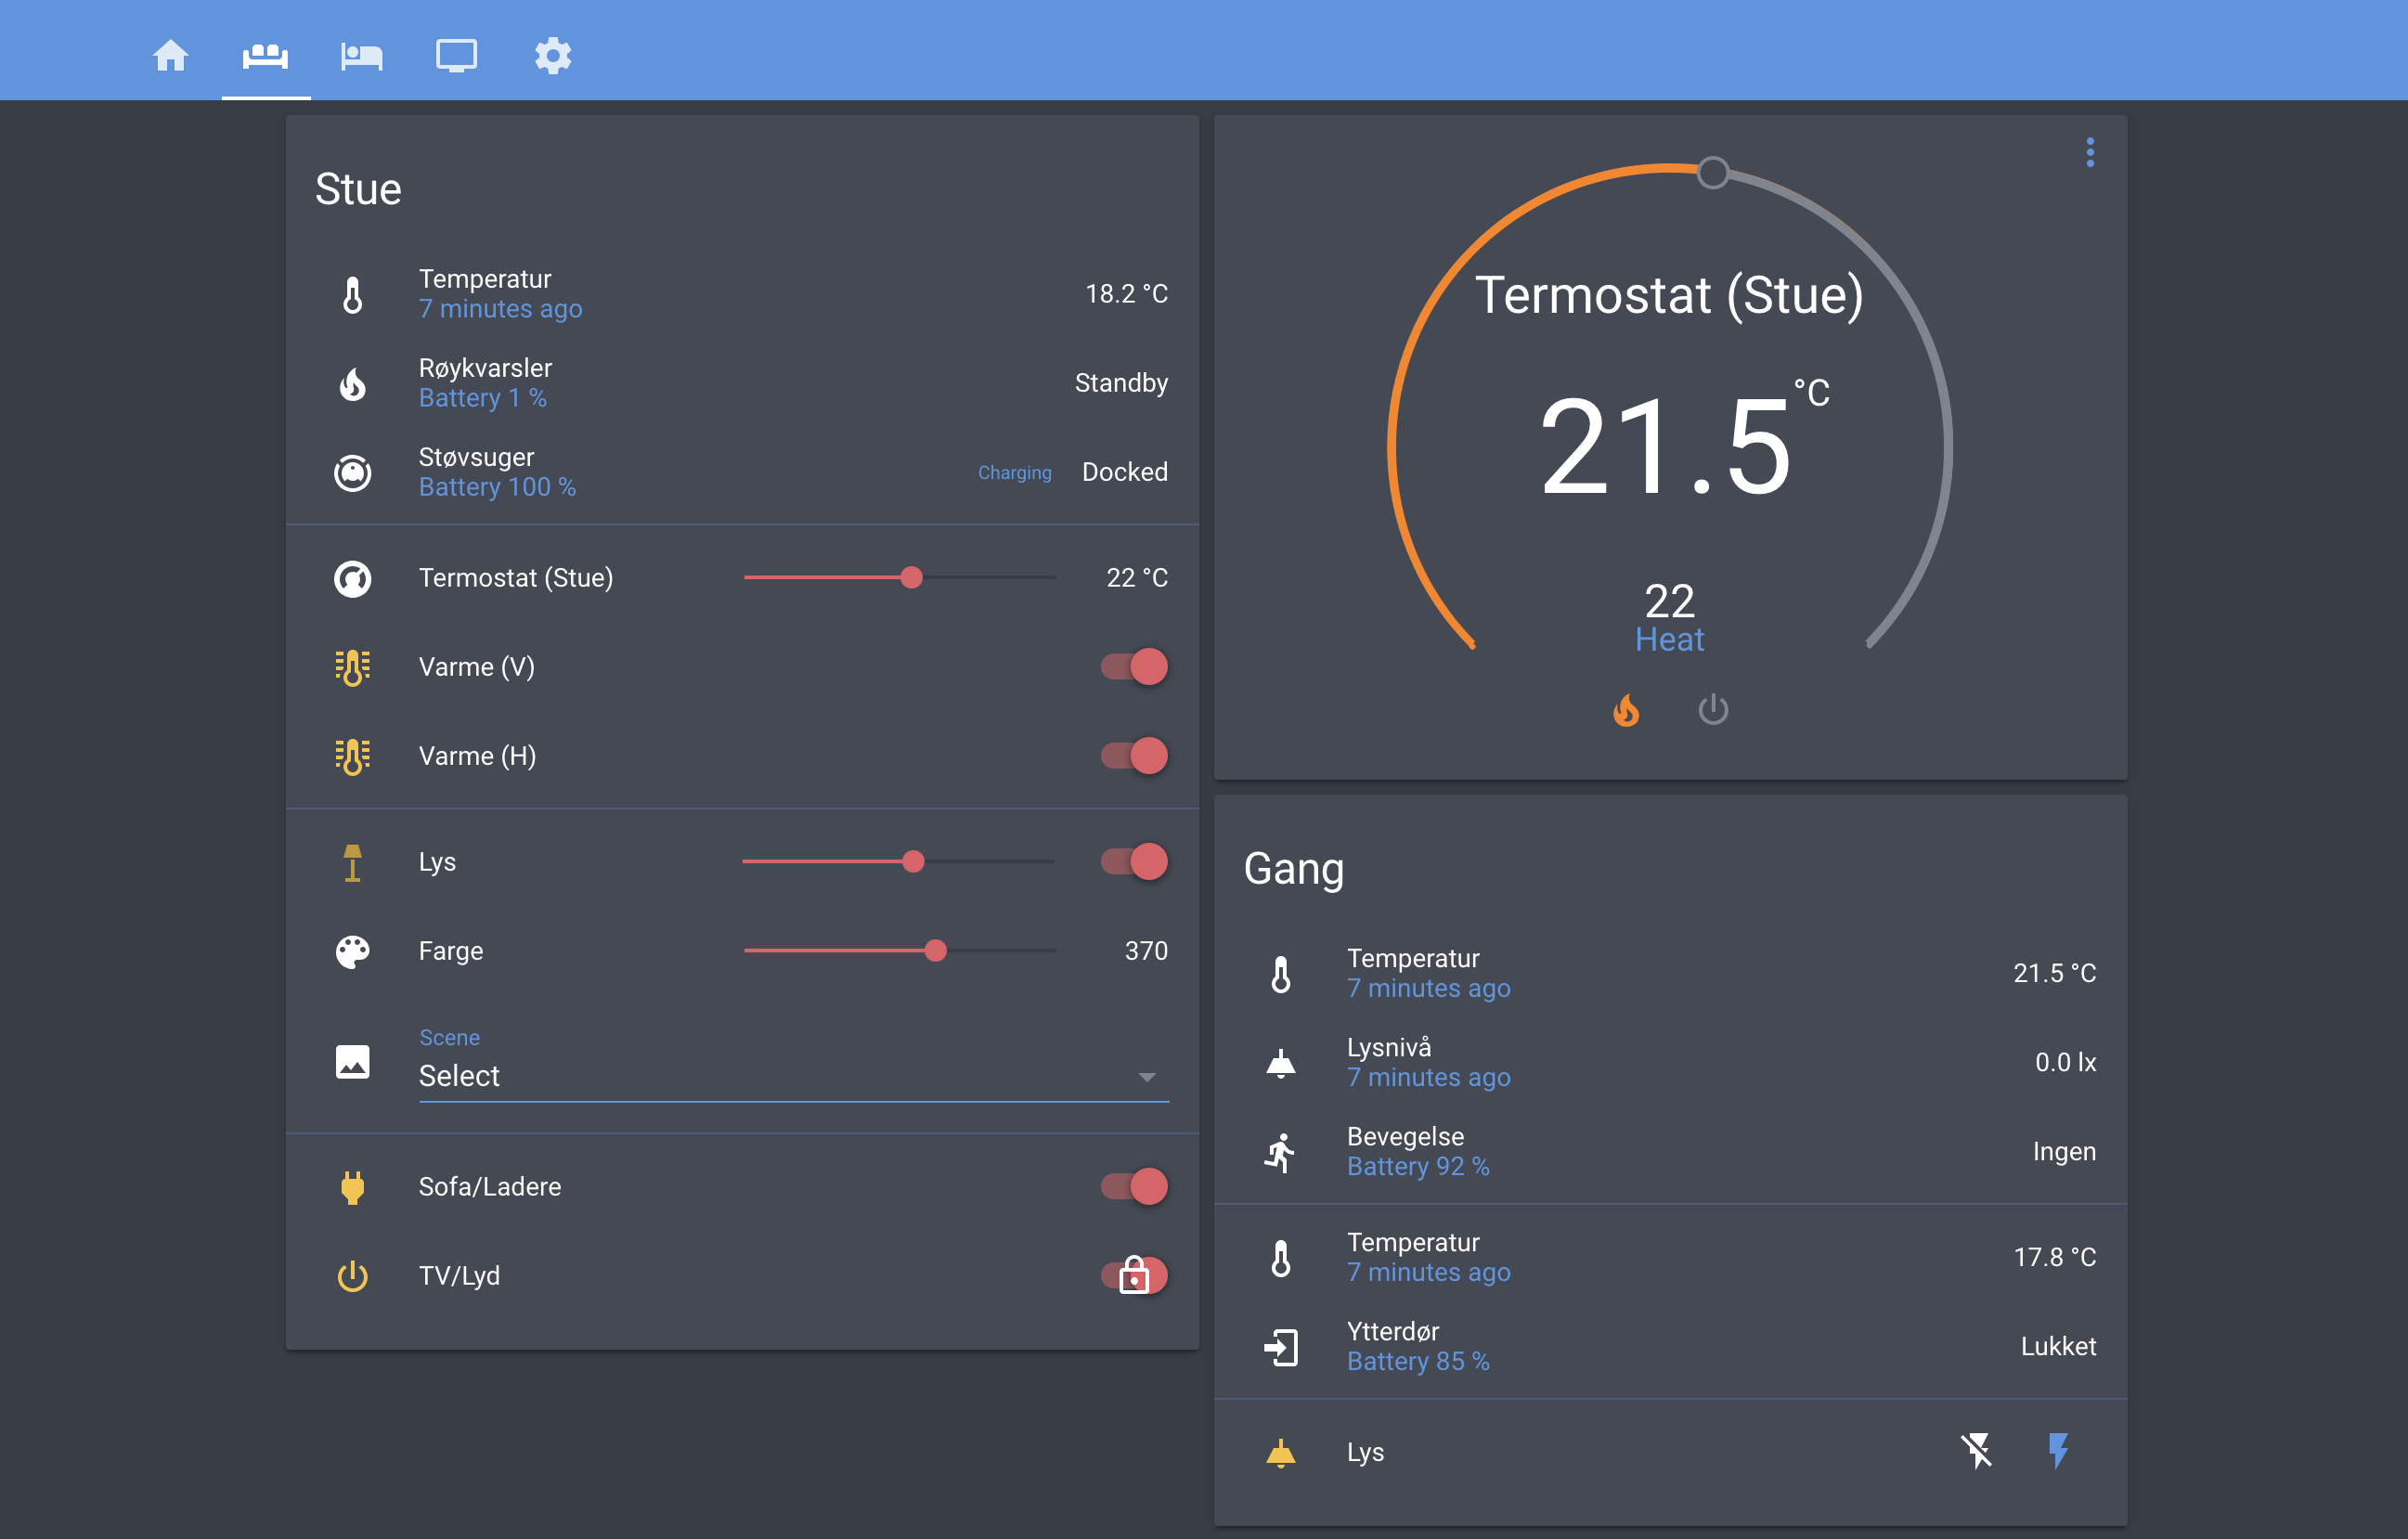 Stue
Temperatur
7 minutes ago
18.2 °C
Røykvarsler
Battery 1 %
Standby
Støvsuger
Battery 100 %
Charging
Docked
Termostat (Stue)
22 °C
Varme (V)
Varme (H)
Lys
Farge
370
Scene
Select
Sofa/Ladere
TV/Lyd
Termostat (Stue)
21.5 °C
22
Heat
Gang
Temperatur
7 minutes ago
21.5 °C
Lysnivå
7 minutes ago
0.0 lx
Bevegelse
Battery 92 %
Ingen
Temperatur
7 minutes ago
17.8 °C
Ytterdør
Battery 85 %
Lukket
Lys